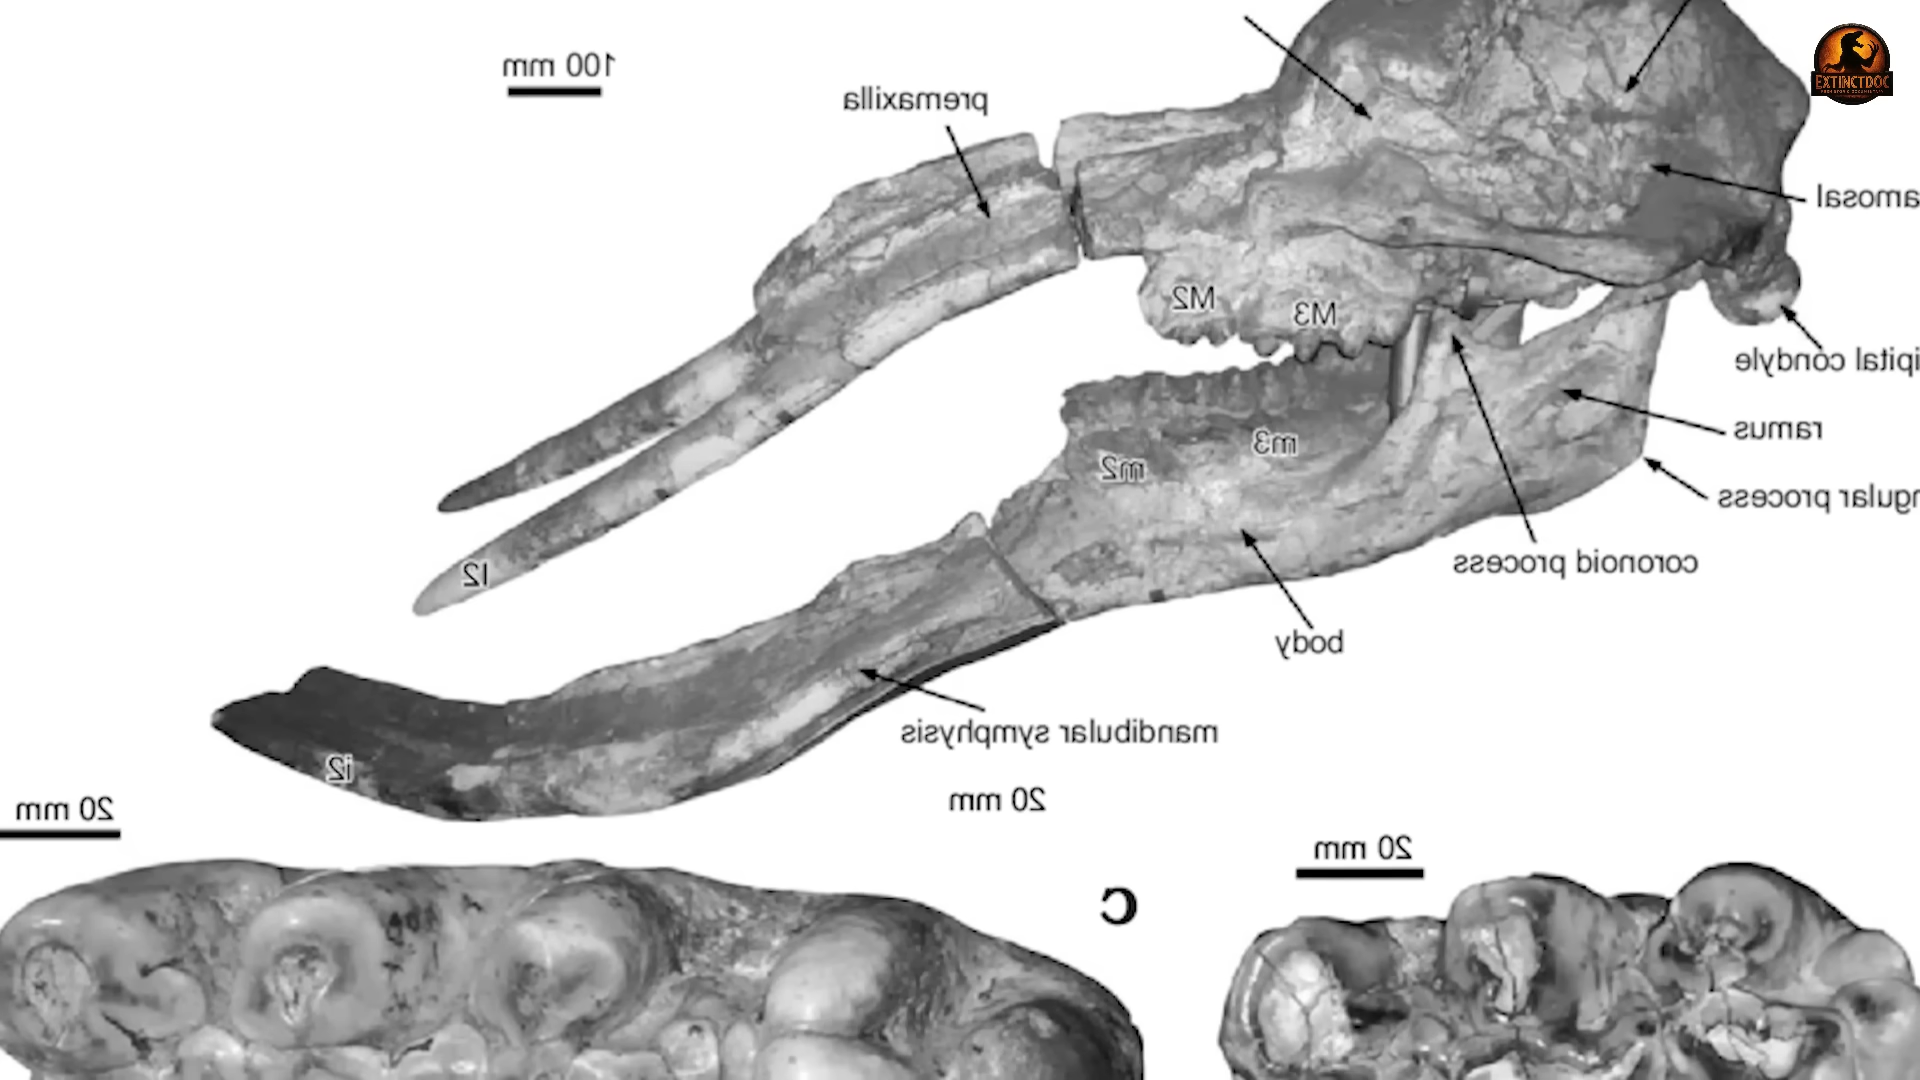 100 mm
EXTINCTDOC
premaxilla
amosal
M2
M3
ipital condyle
ramus
m3
m2
ngular process
coronoid process
I2
body
mandibular symphysis
i2
20 mm
20 mm
20 mm
C